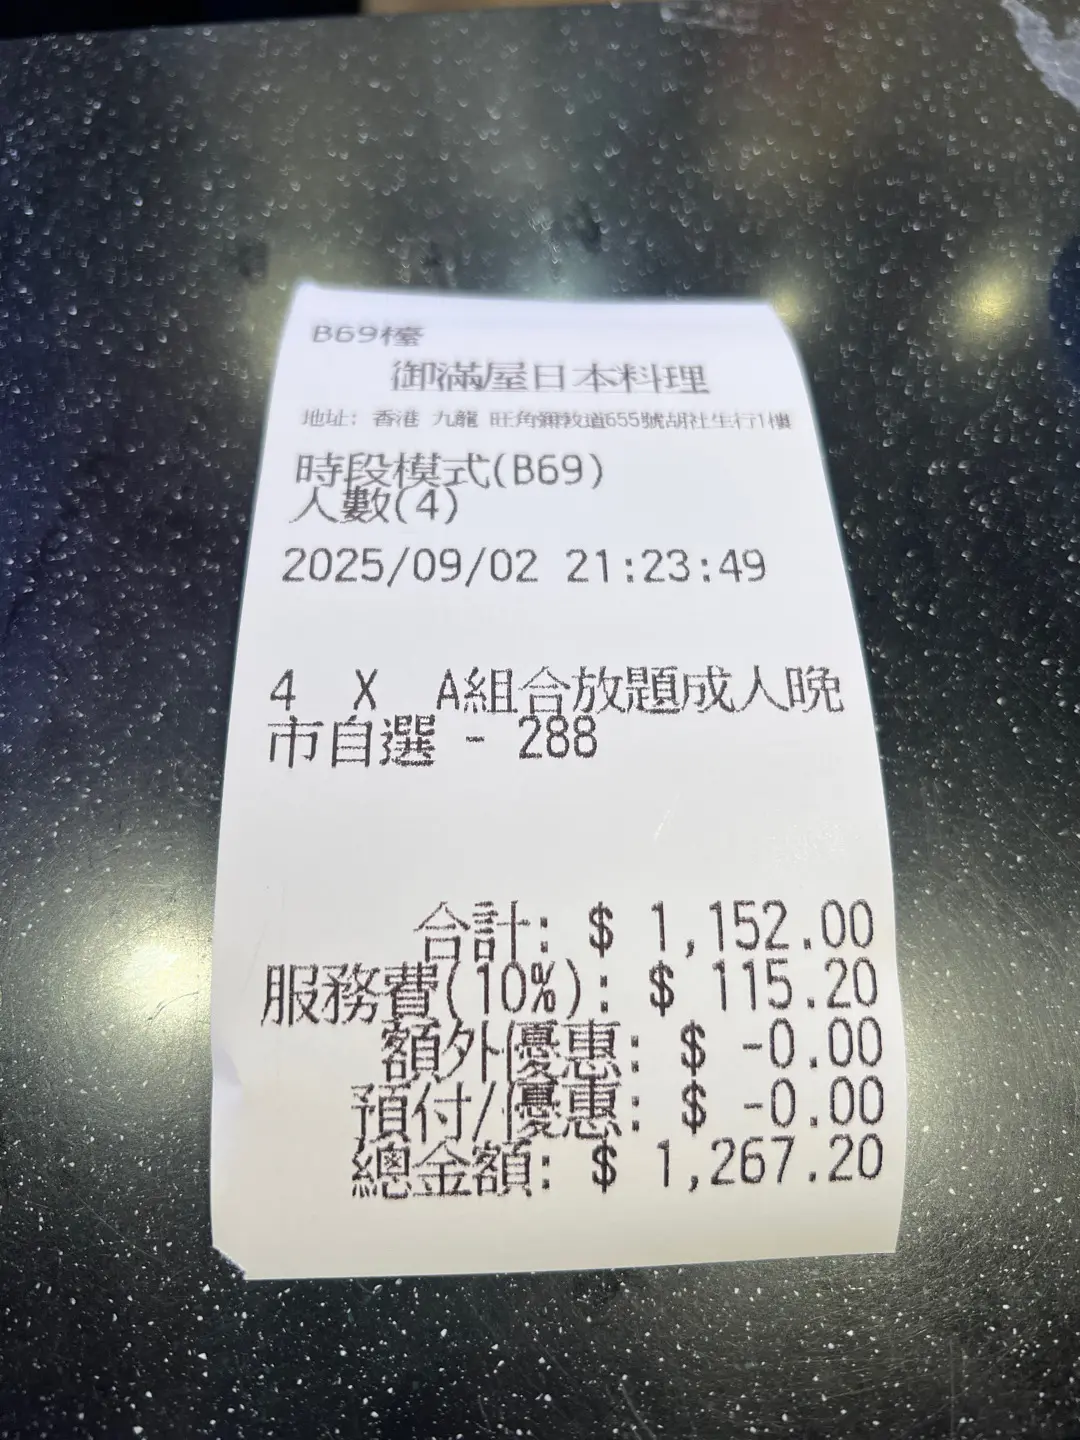 B69檯
御滿屋日本料理
地址: 香港 九龍 旺角彌敦道655號胡社生行1樓
時段模式(B69)
人數(4)
2025/09/02 21:23:49
4 X A組合放題成人晚
市自選 - 288
合計: $ 1,152.00
服務費(10%): $ 115.20
額外優惠: $ -0.00
預付/優惠: $ -0.00
總金額: $ 1,267.20